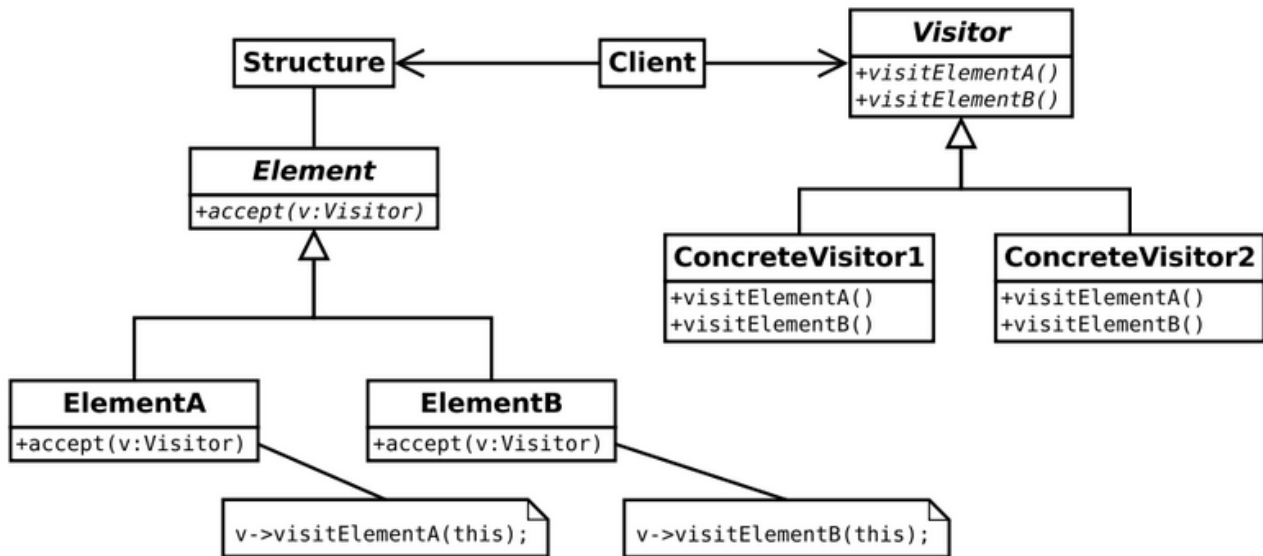 Structure
Client
Visitor
+visitElementA()
+visitElementB()
Element
+accept(v:Visitor)
ConcreteVisitor1
+visitElementA()
+visitElementB()
ConcreteVisitor2
+visitElementA()
+visitElementB()
ElementA
+accept(v:Visitor)
ElementB
+accept(v:Visitor)
v->visitElementA(this);
v->visitElementB(this);